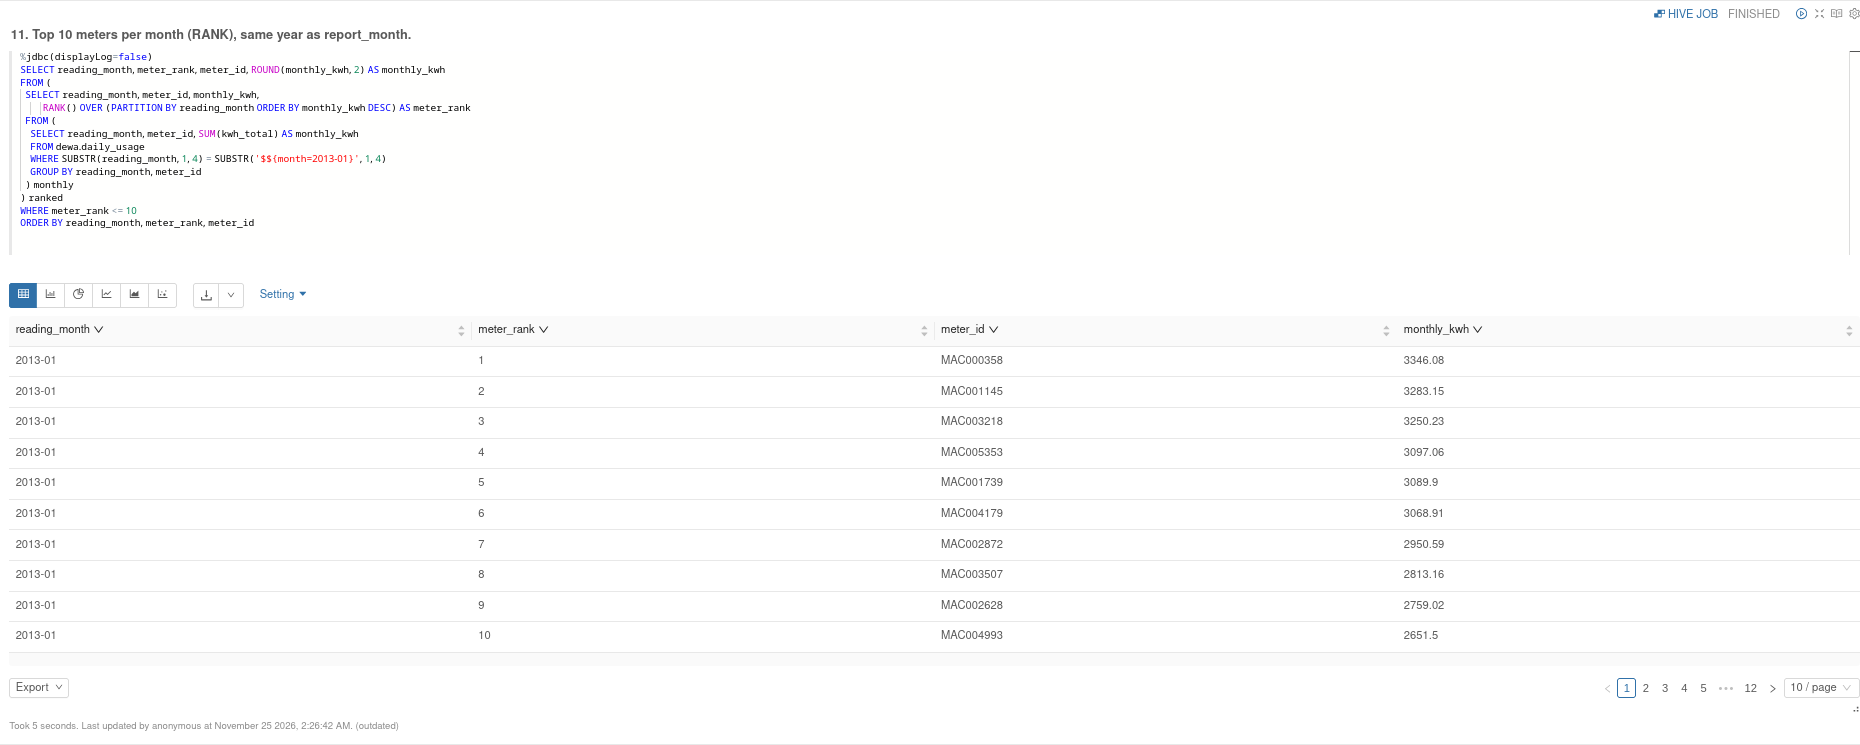 HIVE JOB FINISHED
11. Top 10 meters per month (RANK), same year as report_month.
%jdbc(displayLog=false)
SELECT reading_month, meter_rank, meter_id, ROUND(monthly_kwh, 2) AS monthly_kwh
FROM (
SELECT reading_month, meter_id, monthly_kwh,
RANK() OVER (PARTITION BY reading_month ORDER BY monthly_kwh DESC) AS meter_rank
FROM (
SELECT reading_month, meter_id, SUM(kwh_total) AS monthly_kwh
FROM dewa.daily_usage
WHERE SUBSTR(reading_month, 1, 4) = SUBSTR('$${month=2013-01}', 1, 4)
GROUP BY reading_month, meter_id
) monthly
) ranked
WHERE meter_rank <= 10
ORDER BY reading_month, meter_rank, meter_id
Setting
reading_month meter_rank meter_id monthly_kwh
2013-01 1 MAC000358 3346.08
2013-01 2 MAC001145 3283.15
2013-01 3 MAC003218 3250.23
2013-01 4 MAC005353 3097.06
2013-01 5 MAC001739 3089.9
2013-01 6 MAC004179 3068.91
2013-01 7 MAC002872 2950.59
2013-01 8 MAC003507 2813.16
2013-01 9 MAC002628 2759.02
2013-01 10 MAC004993 2651.5
Export < 1 2 3 4 5 ••• 12 > 10 / page
Took 5 seconds. Last updated by anonymous at November 25 2026, 2:26:42 AM. (outdated)